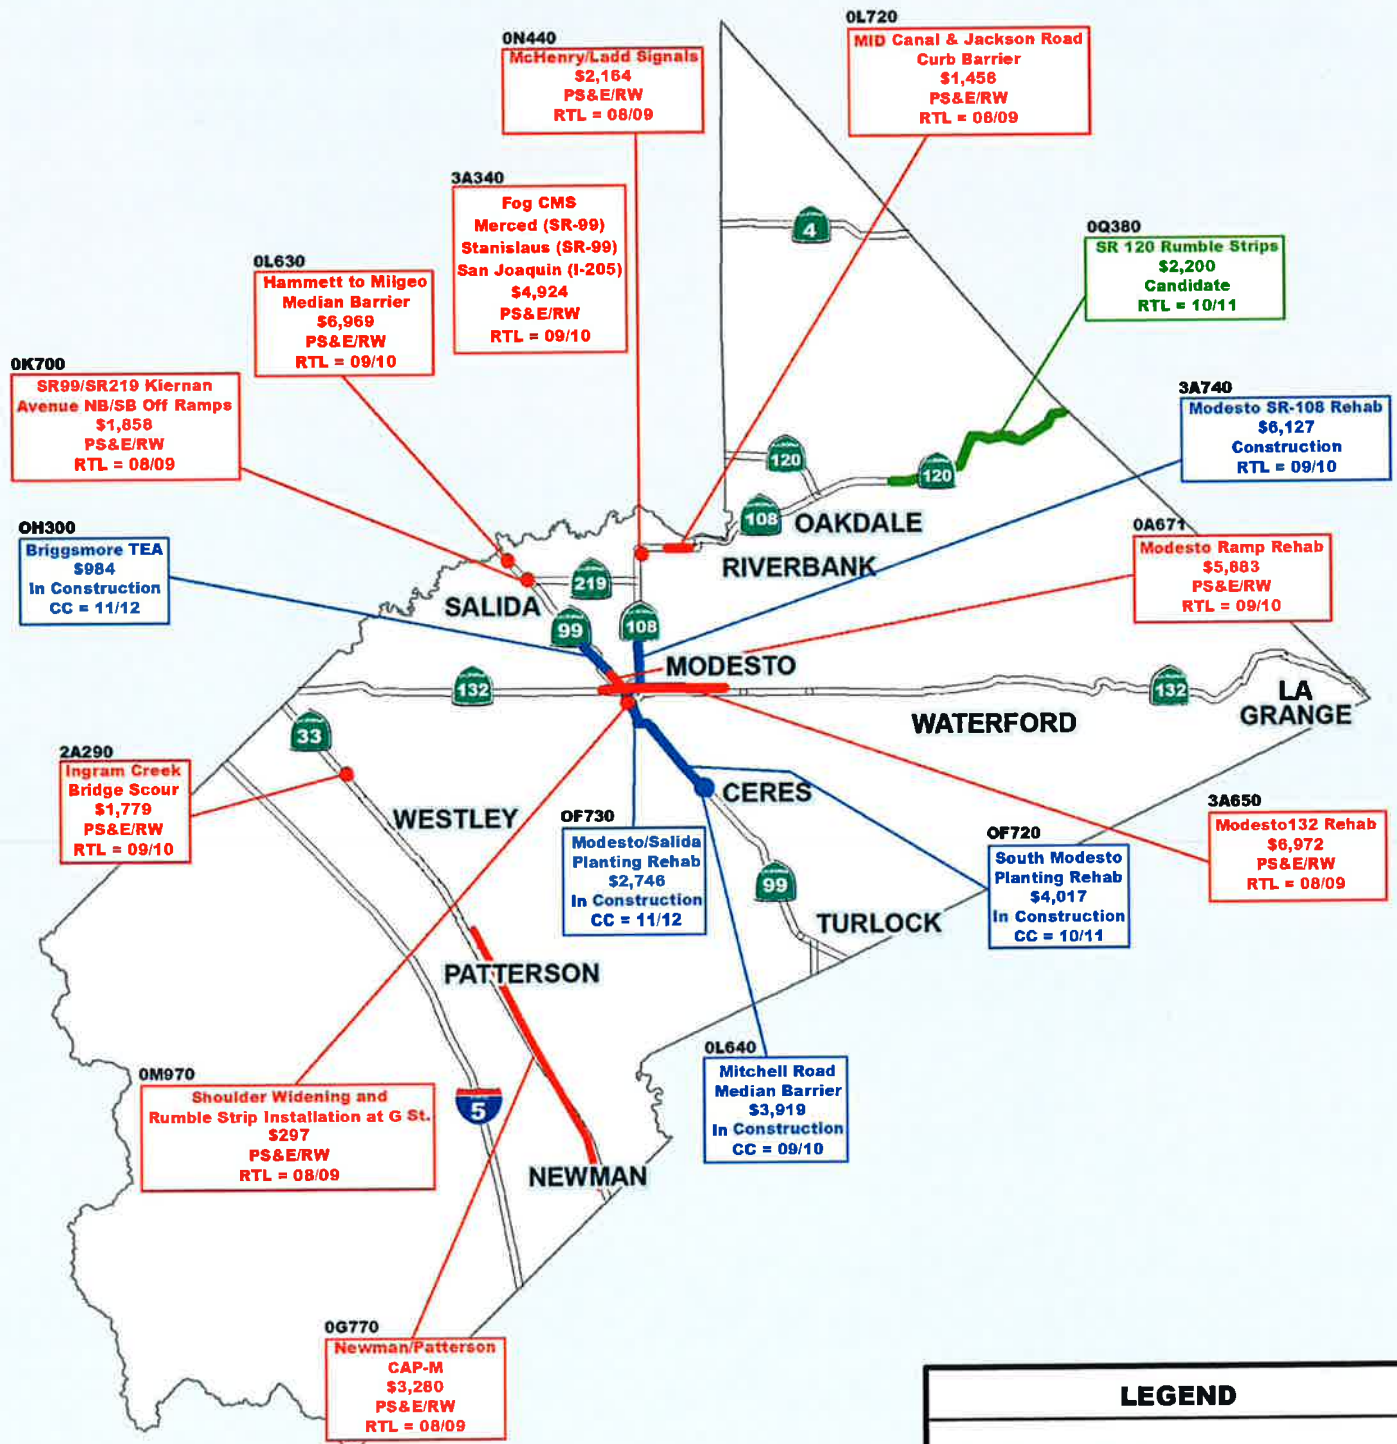 0N440
McHenry/Ladd Signals
$2,164
PS&E/RW
RTL = 08/09
0L720
MID Canal & Jackson Road
Curb Barrier
$1,458
PS&E/RW
RTL = 08/09
3A340
Fog CMS
Merced (SR-99)
Stanislaus (SR-99)
San Joaquin (I-205)
$4,924
PS&E/RW
RTL = 09/10
0L630
Hammett to Milgeo
Median Barrier
$6,969
PS&E/RW
RTL = 09/10
0Q380
SR 120 Rumble Strips
$2,200
Candidate
RTL = 10/11
0K700
SR99/SR219 Kiernan
Avenue NB/SB Off Ramps
$1,858
PS&E/RW
RTL = 08/09
3A740
Modesto SR-108 Rehab
$6,127
Construction
RTL = 09/10
OH300
Briggsmore TEA
$984
In Construction
CC = 11/12
0A671
Modesto Ramp Rehab
$5,883
PS&E/RW
RTL = 09/10
4
120
120
108
OAKDALE
RIVERBANK
219
SALIDA
99
108
MODESTO
132
132
LA
GRANGE
WATERFORD
33
2A290
Ingram Creek
Bridge Scour
$1,779
PS&E/RW
RTL = 09/10
WESTLEY
CERES
OF730
Modesto/Salida
Planting Rehab
$2,746
In Construction
CC = 11/12
99
OF720
South Modesto
Planting Rehab
$4,017
In Construction
CC = 10/11
3A650
Modesto132 Rehab
$6,972
PS&E/RW
RTL = 08/09
TURLOCK
PATTERSON
5
0M970
Shoulder Widening and
Rumble Strip Installation at G St.
$297
PS&E/RW
RTL = 08/09
0L640
Mitchell Road
Median Barrier
$3,919
In Construction
CC = 09/10
NEWMAN
0G770
Newman/Patterson
CAP-M
$3,280
PS&E/RW
RTL = 08/09
LEGEND